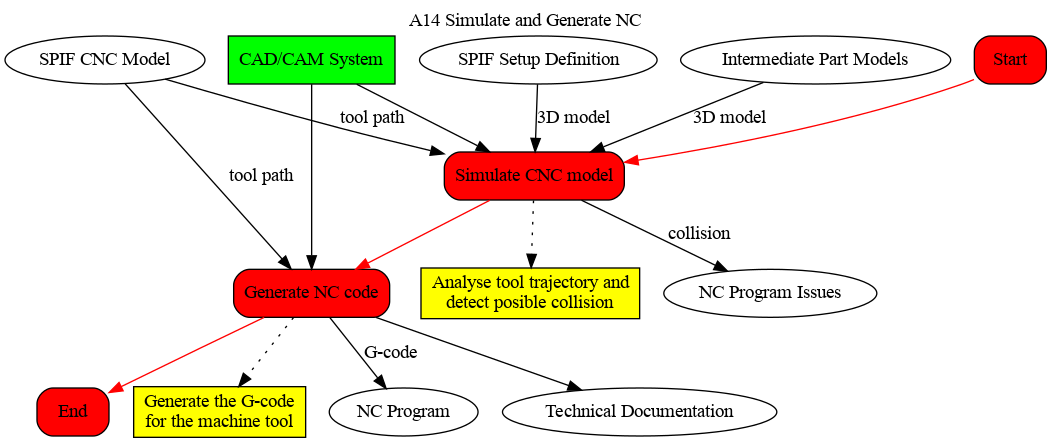 A14 Simulate and Generate NC
SPIF CNC Model
CAD/CAM System
SPIF Setup Definition
Intermediate Part Models
Start
tool path
3D model
3D model
tool path
Simulate CNC model
collision
Generate NC code
Analyse tool trajectory and
detect posible collision
NC Program Issues
G-code
End
Generate the G-code
for the machine tool
NC Program
Technical Documentation